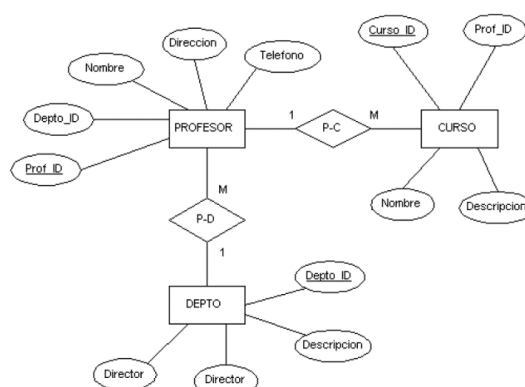 Direccion
Curso_ID
Prof_ID
Nombre
Telefono
Depto_ID
PROFESOR
1
P-C
M
CURSO
Prof_ID
M
Nombre
Descripcion
P-D
1
Depto_ID
DEPTO
Descripcion
Director
Director